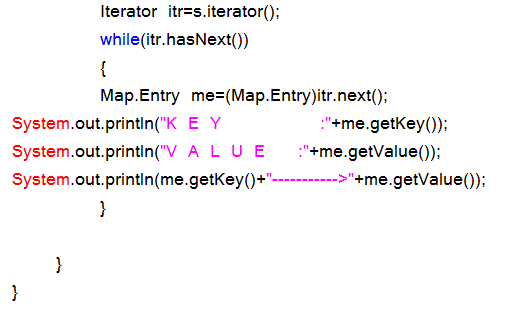 Iterator itr=s.iterator();
while(itr.hasNext())
{
Map.Entry me=(Map.Entry)itr.next();
System.out.println("K E Y :"+me.getKey());
System.out.println("V A L U E :"+me.getValue());
System.out.println(me.getKey()+"----------->"+me.getValue());
}
}
}